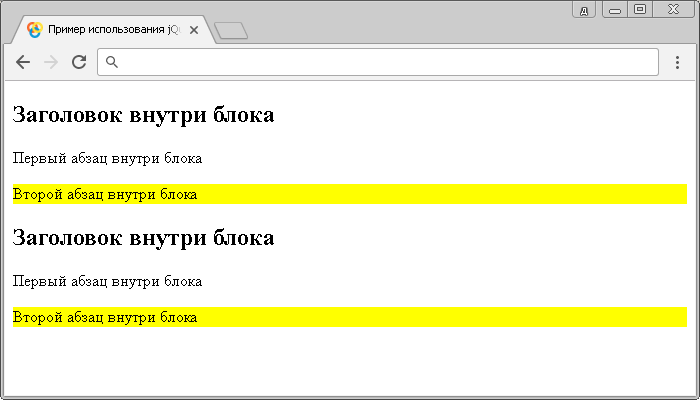 д
Пример использования jQu
Заголовок внутри блока
Первый абзац внутри блока
Второй абзац внутри блока
Заголовок внутри блока
Первый абзац внутри блока
Второй абзац внутри блока